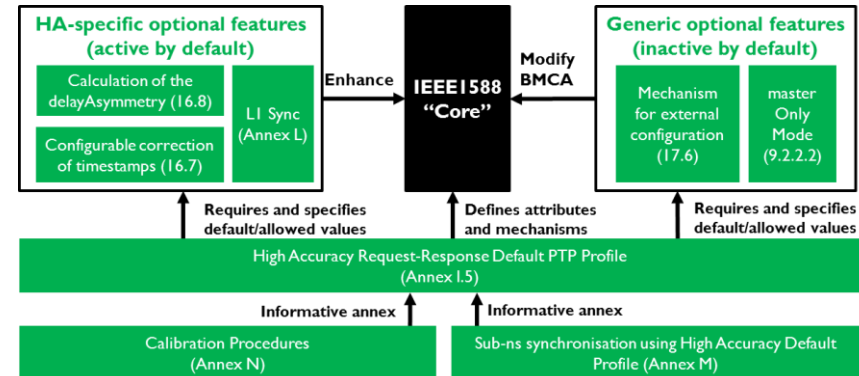 HA-specific optional features
(active by default)
Calculation of the
delayAsymmetry (16.8)
Configurable correction
of timestamps (16.7)
L1 Sync
(Annex L)
Enhance
IEEE1588
“Core”
Modify
BMCA
Generic optional features
(inactive by default)
Mechanism
for external
configuration
(17.6)
master
Only
Mode
(9.2.2.2)
Requires and specifies
default/allowed values
Defines attributes
and mechanisms
Requires and specifies
default/allowed values
High Accuracy Request-Response Default PTP Profile
(Annex I.5)
Informative annex
Informative annex
Calibration Procedures
(Annex N)
Sub-ns synchronisation using High Accuracy Default
Profile (Annex M)